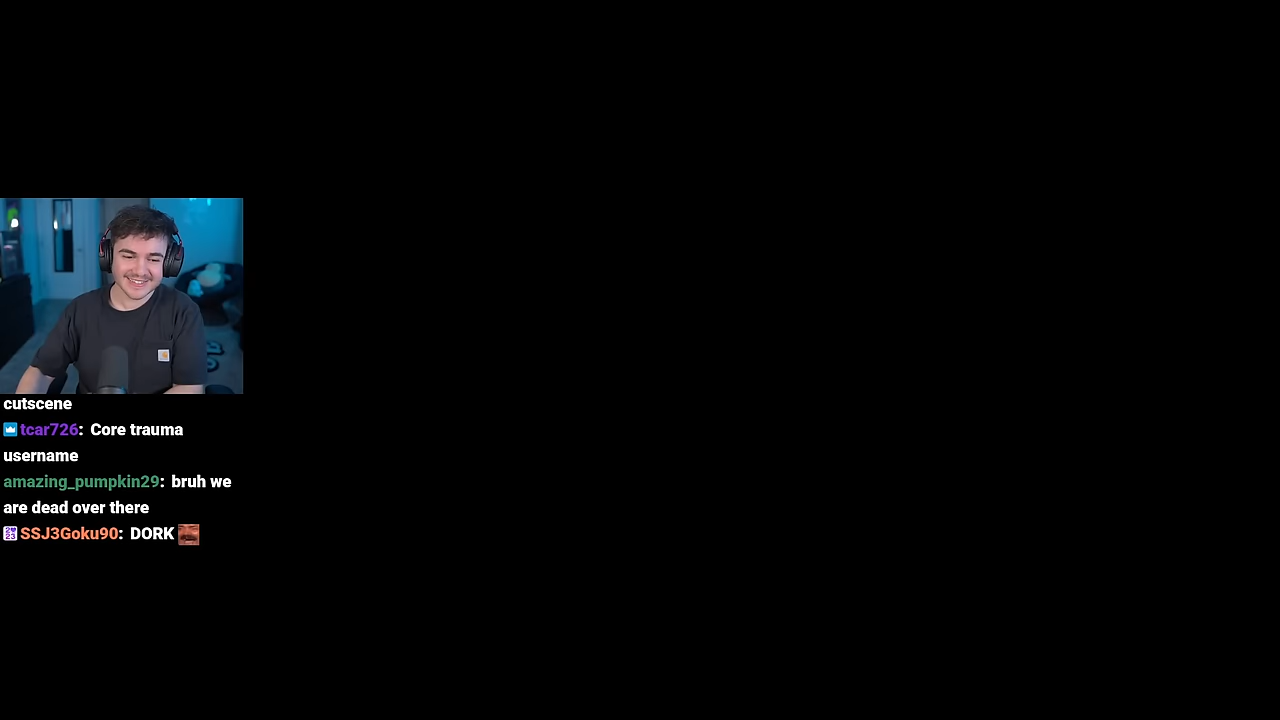 cutscene
tcar726: Core trauma
username
amazing_pumpkin29: bruh we
are dead over there
SSJ3Goku90: DORK